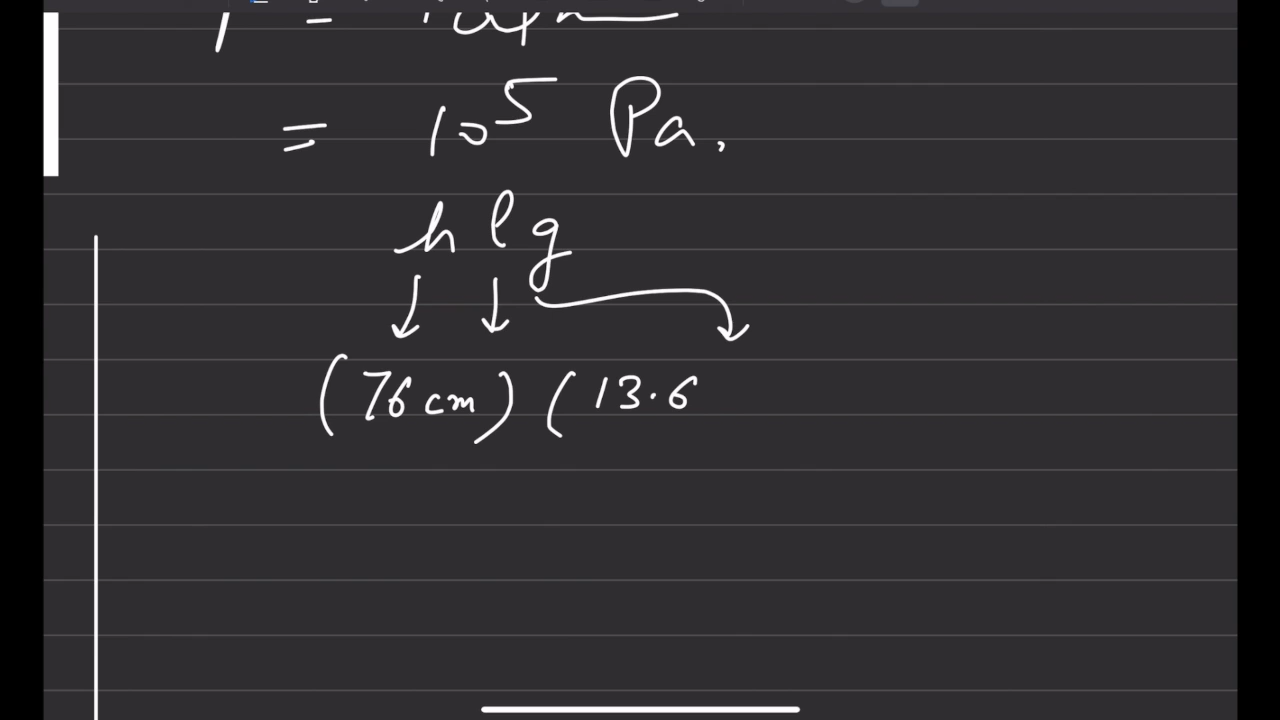 = 10⁵ Pa.
h ρ g
(76 cm) (13.6